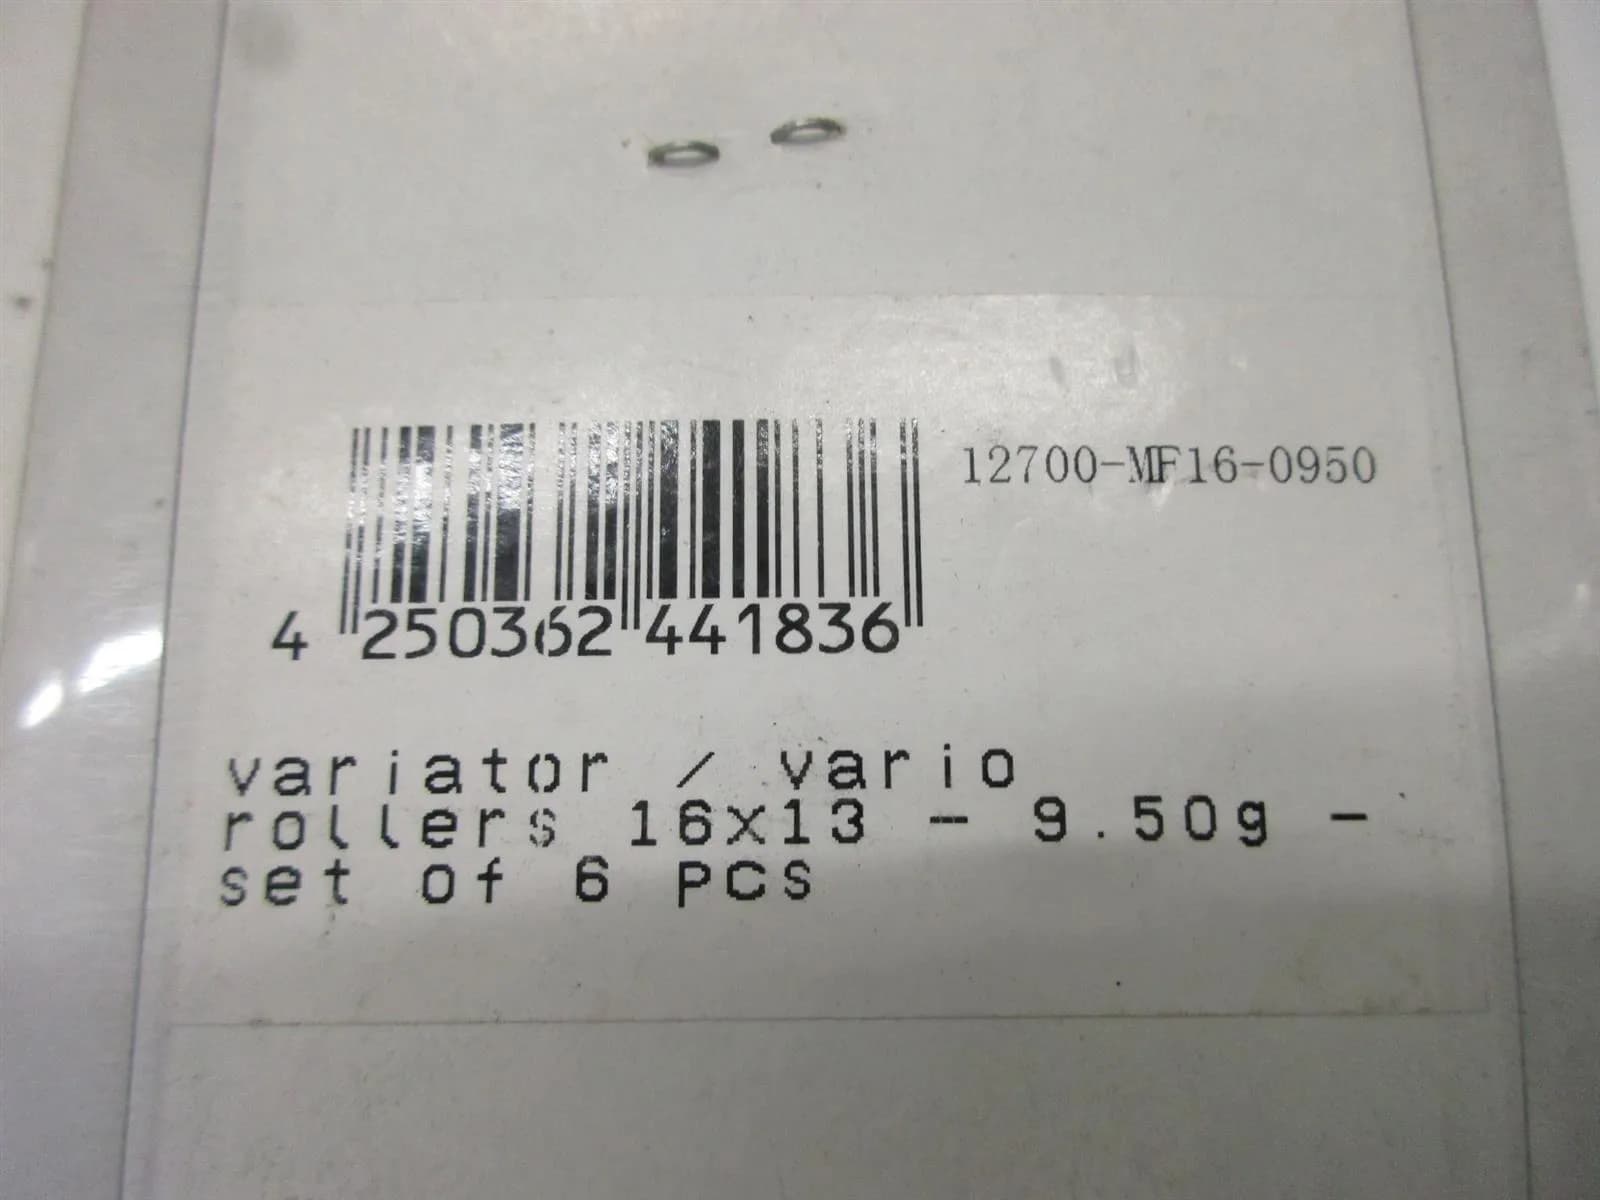 12700-MF16-0950
4 250362 441836
variator / vario
rollers 16x13 - 9.50g -
set of 6 PCS